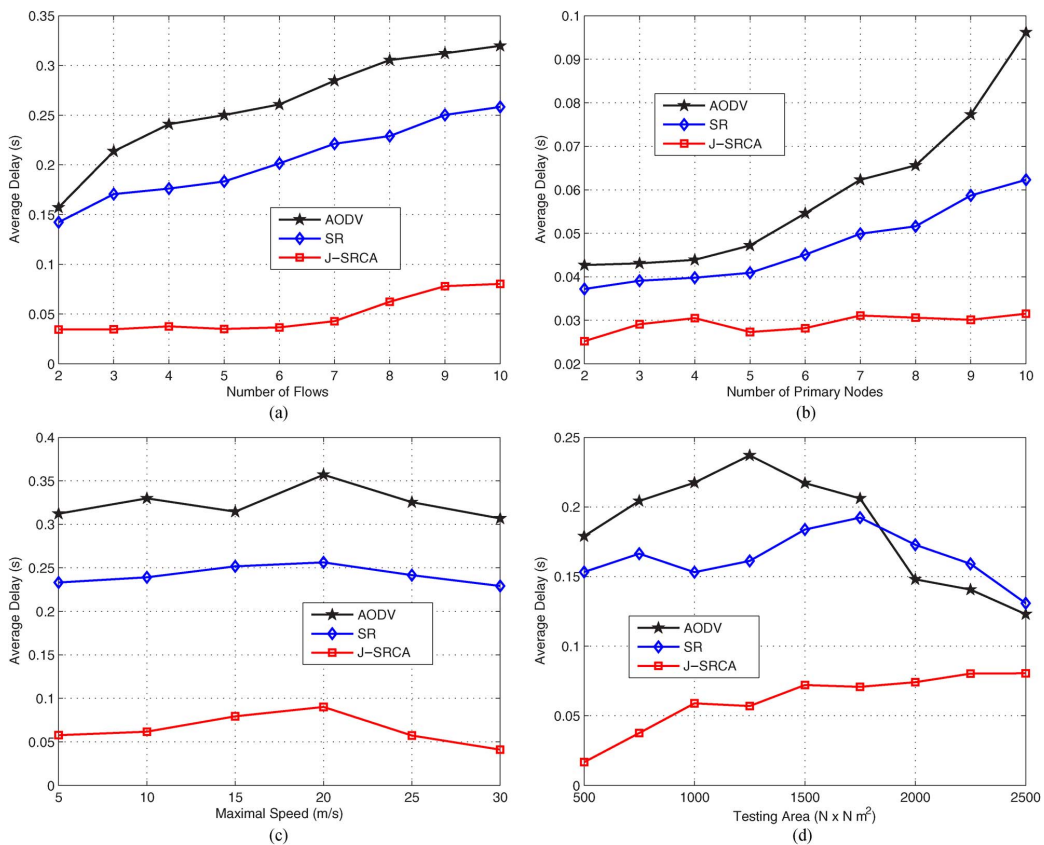 0.35
0.3
0.25
0.2
0.15
0.1
0.05
0
Average Delay (s)
AODV
SR
J-SRCA
2 3 4 5 6 7 8 9 10
Number of Flows
(a)
0.1
0.09
0.08
0.07
0.06
0.05
0.04
0.03
0.02
Average Delay (s)
AODV
SR
J-SRCA
2 3 4 5 6 7 8 9 10
Number of Primary Nodes
(b)
0.4
0.35
0.3
0.25
0.2
0.15
0.1
0.05
0
Average Delay (s)
AODV
SR
J-SRCA
5 10 15 20 25 30
Maximal Speed (m/s)
(c)
0.25
0.2
0.15
0.1
0.05
0
Average Delay (s)
AODV
SR
J-SRCA
500 1000 1500 2000 2500
Testing Area (N x N m²)
(d)